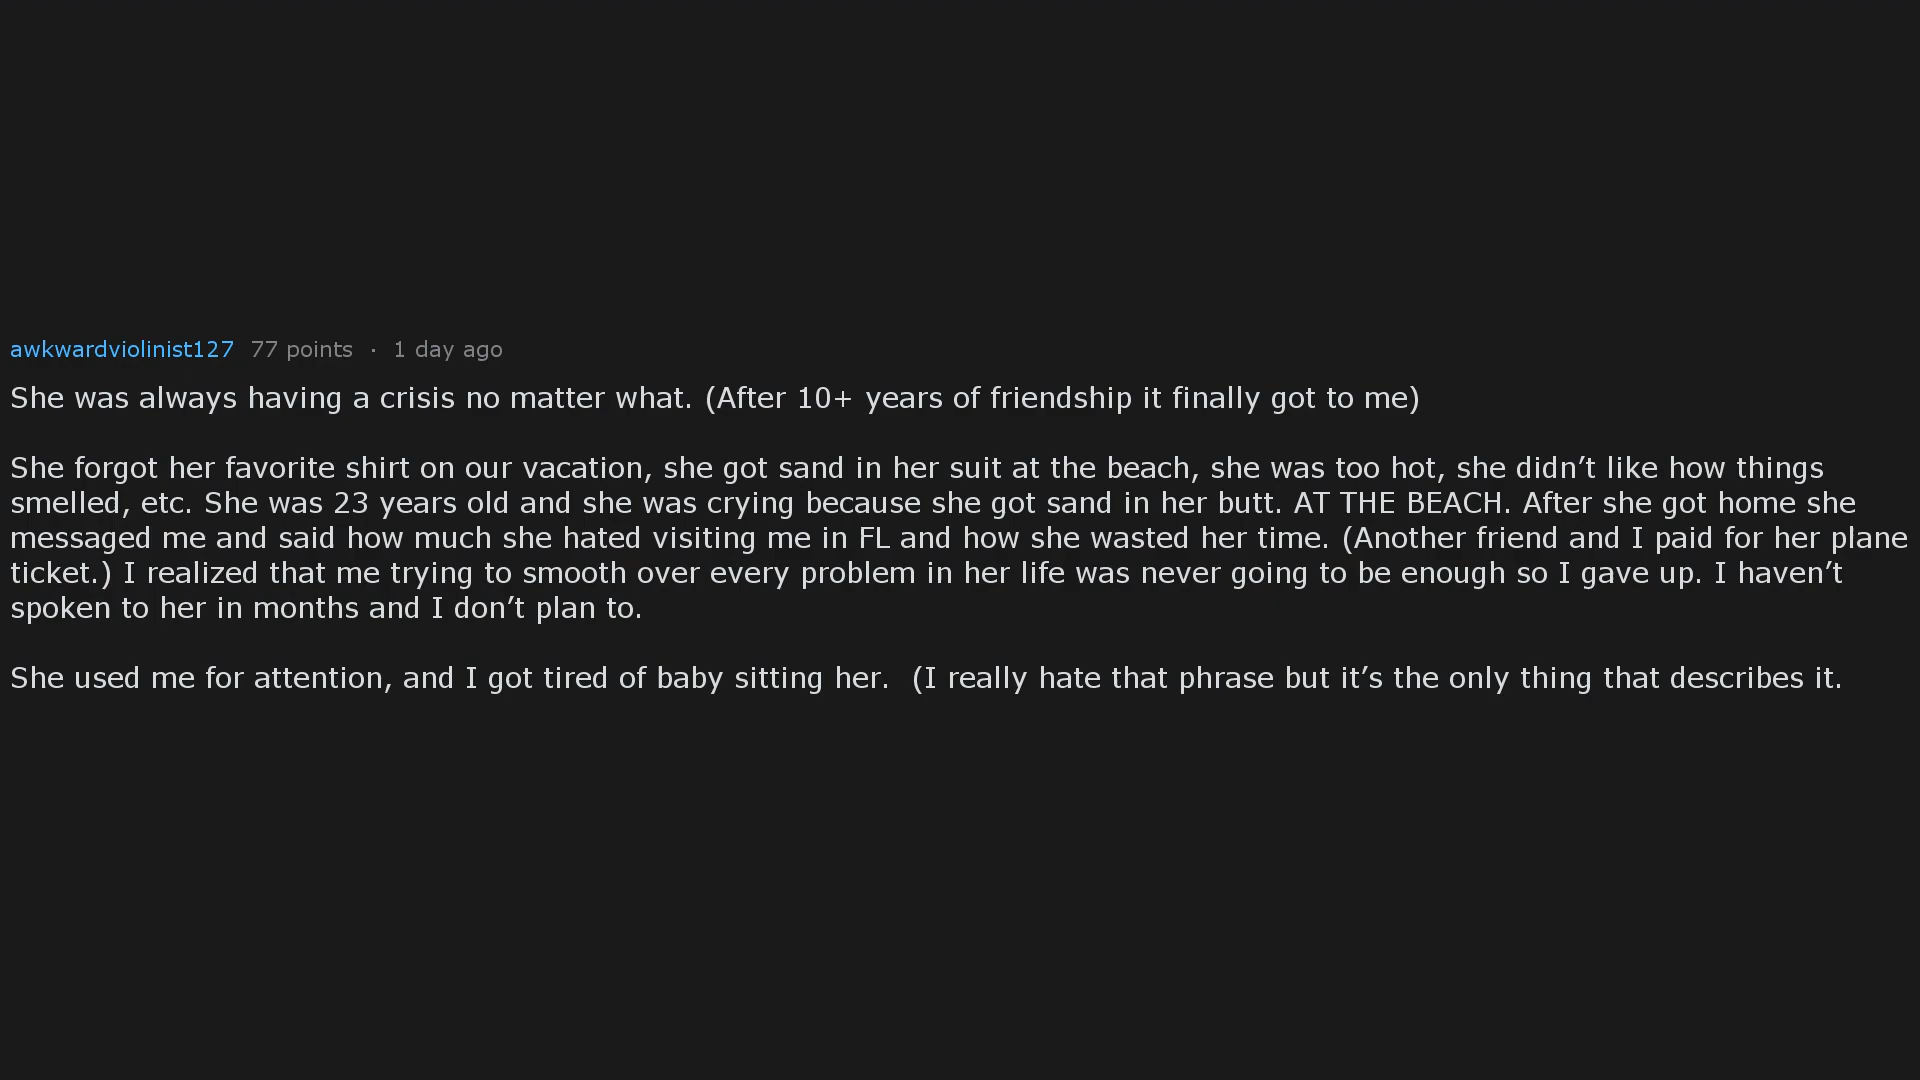 awkwardviolinist127 77 points · 1 day ago
She was always having a crisis no matter what. (After 10+ years of friendship it finally got to me)
She forgot her favorite shirt on our vacation, she got sand in her suit at the beach, she was too hot, she didn’t like how things
smelled, etc. She was 23 years old and she was crying because she got sand in her butt. AT THE BEACH. After she got home she
messaged me and said how much she hated visiting me in FL and how she wasted her time. (Another friend and I paid for her plane
ticket.) I realized that me trying to smooth over every problem in her life was never going to be enough so I gave up. I haven’t
spoken to her in months and I don’t plan to.
She used me for attention, and I got tired of baby sitting her.  (I really hate that phrase but it’s the only thing that describes it.